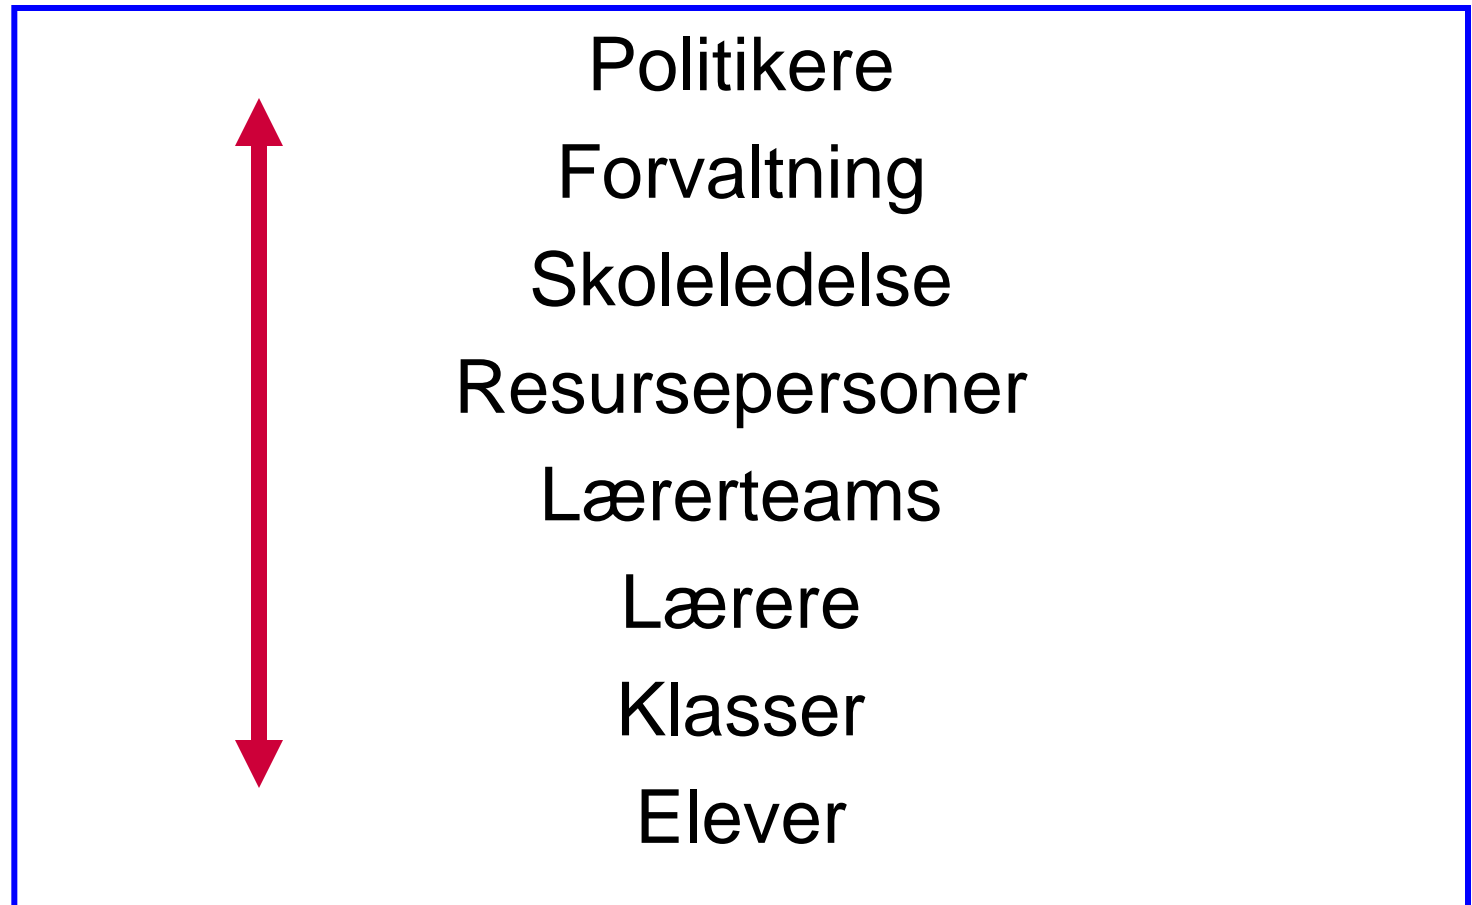 Politikere
Forvaltning
Skoleledelse
Resursepersoner
Lærerteams
Lærere
Klasser
Elever